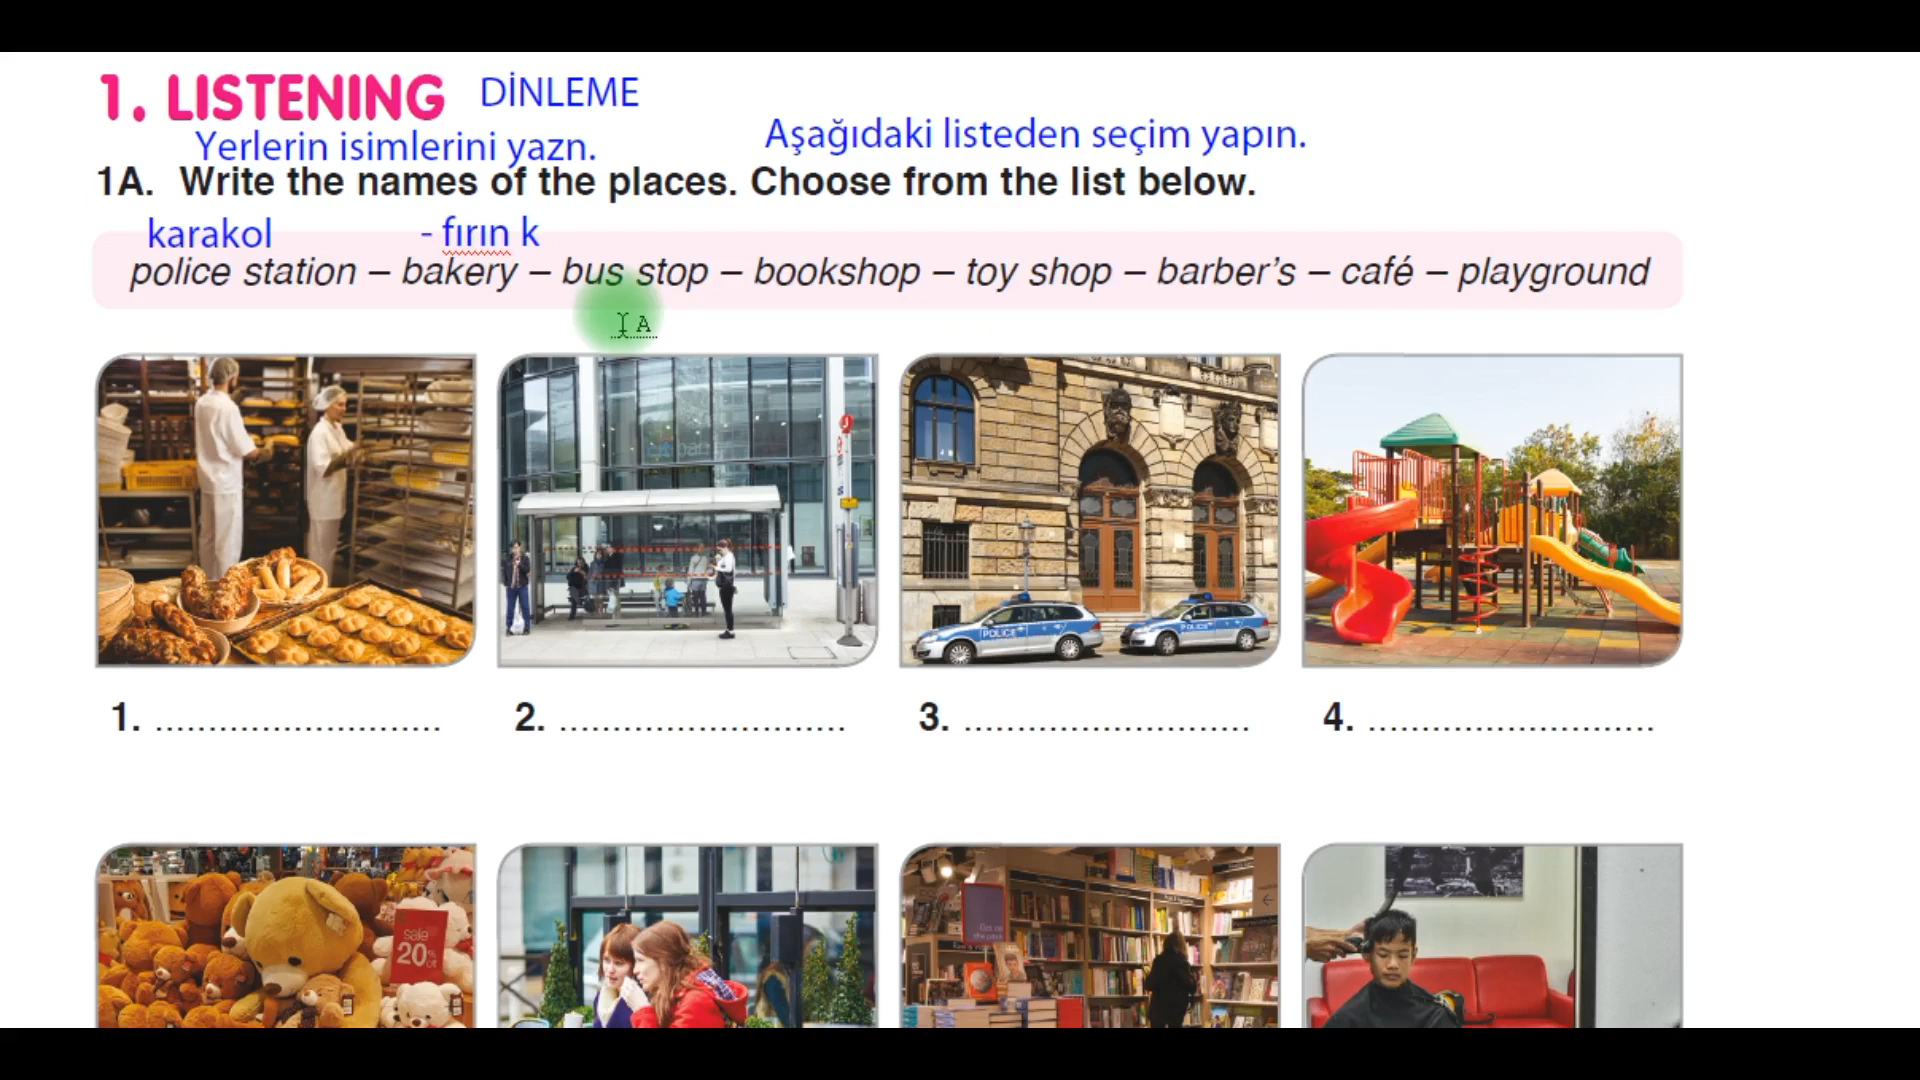 1. LISTENING DİNLEME
Yerlerin isimlerini yazn. Aşağıdaki listeden seçim yapın.
1A. Write the names of the places. Choose from the list below.
karakol - fırın k
police station – bakery – bus stop – bookshop – toy shop – barber's – café – playground
A
POLICE POLICE
1. ........................... 2. ........................... 3. ........................... 4. ...........................
sale
20%